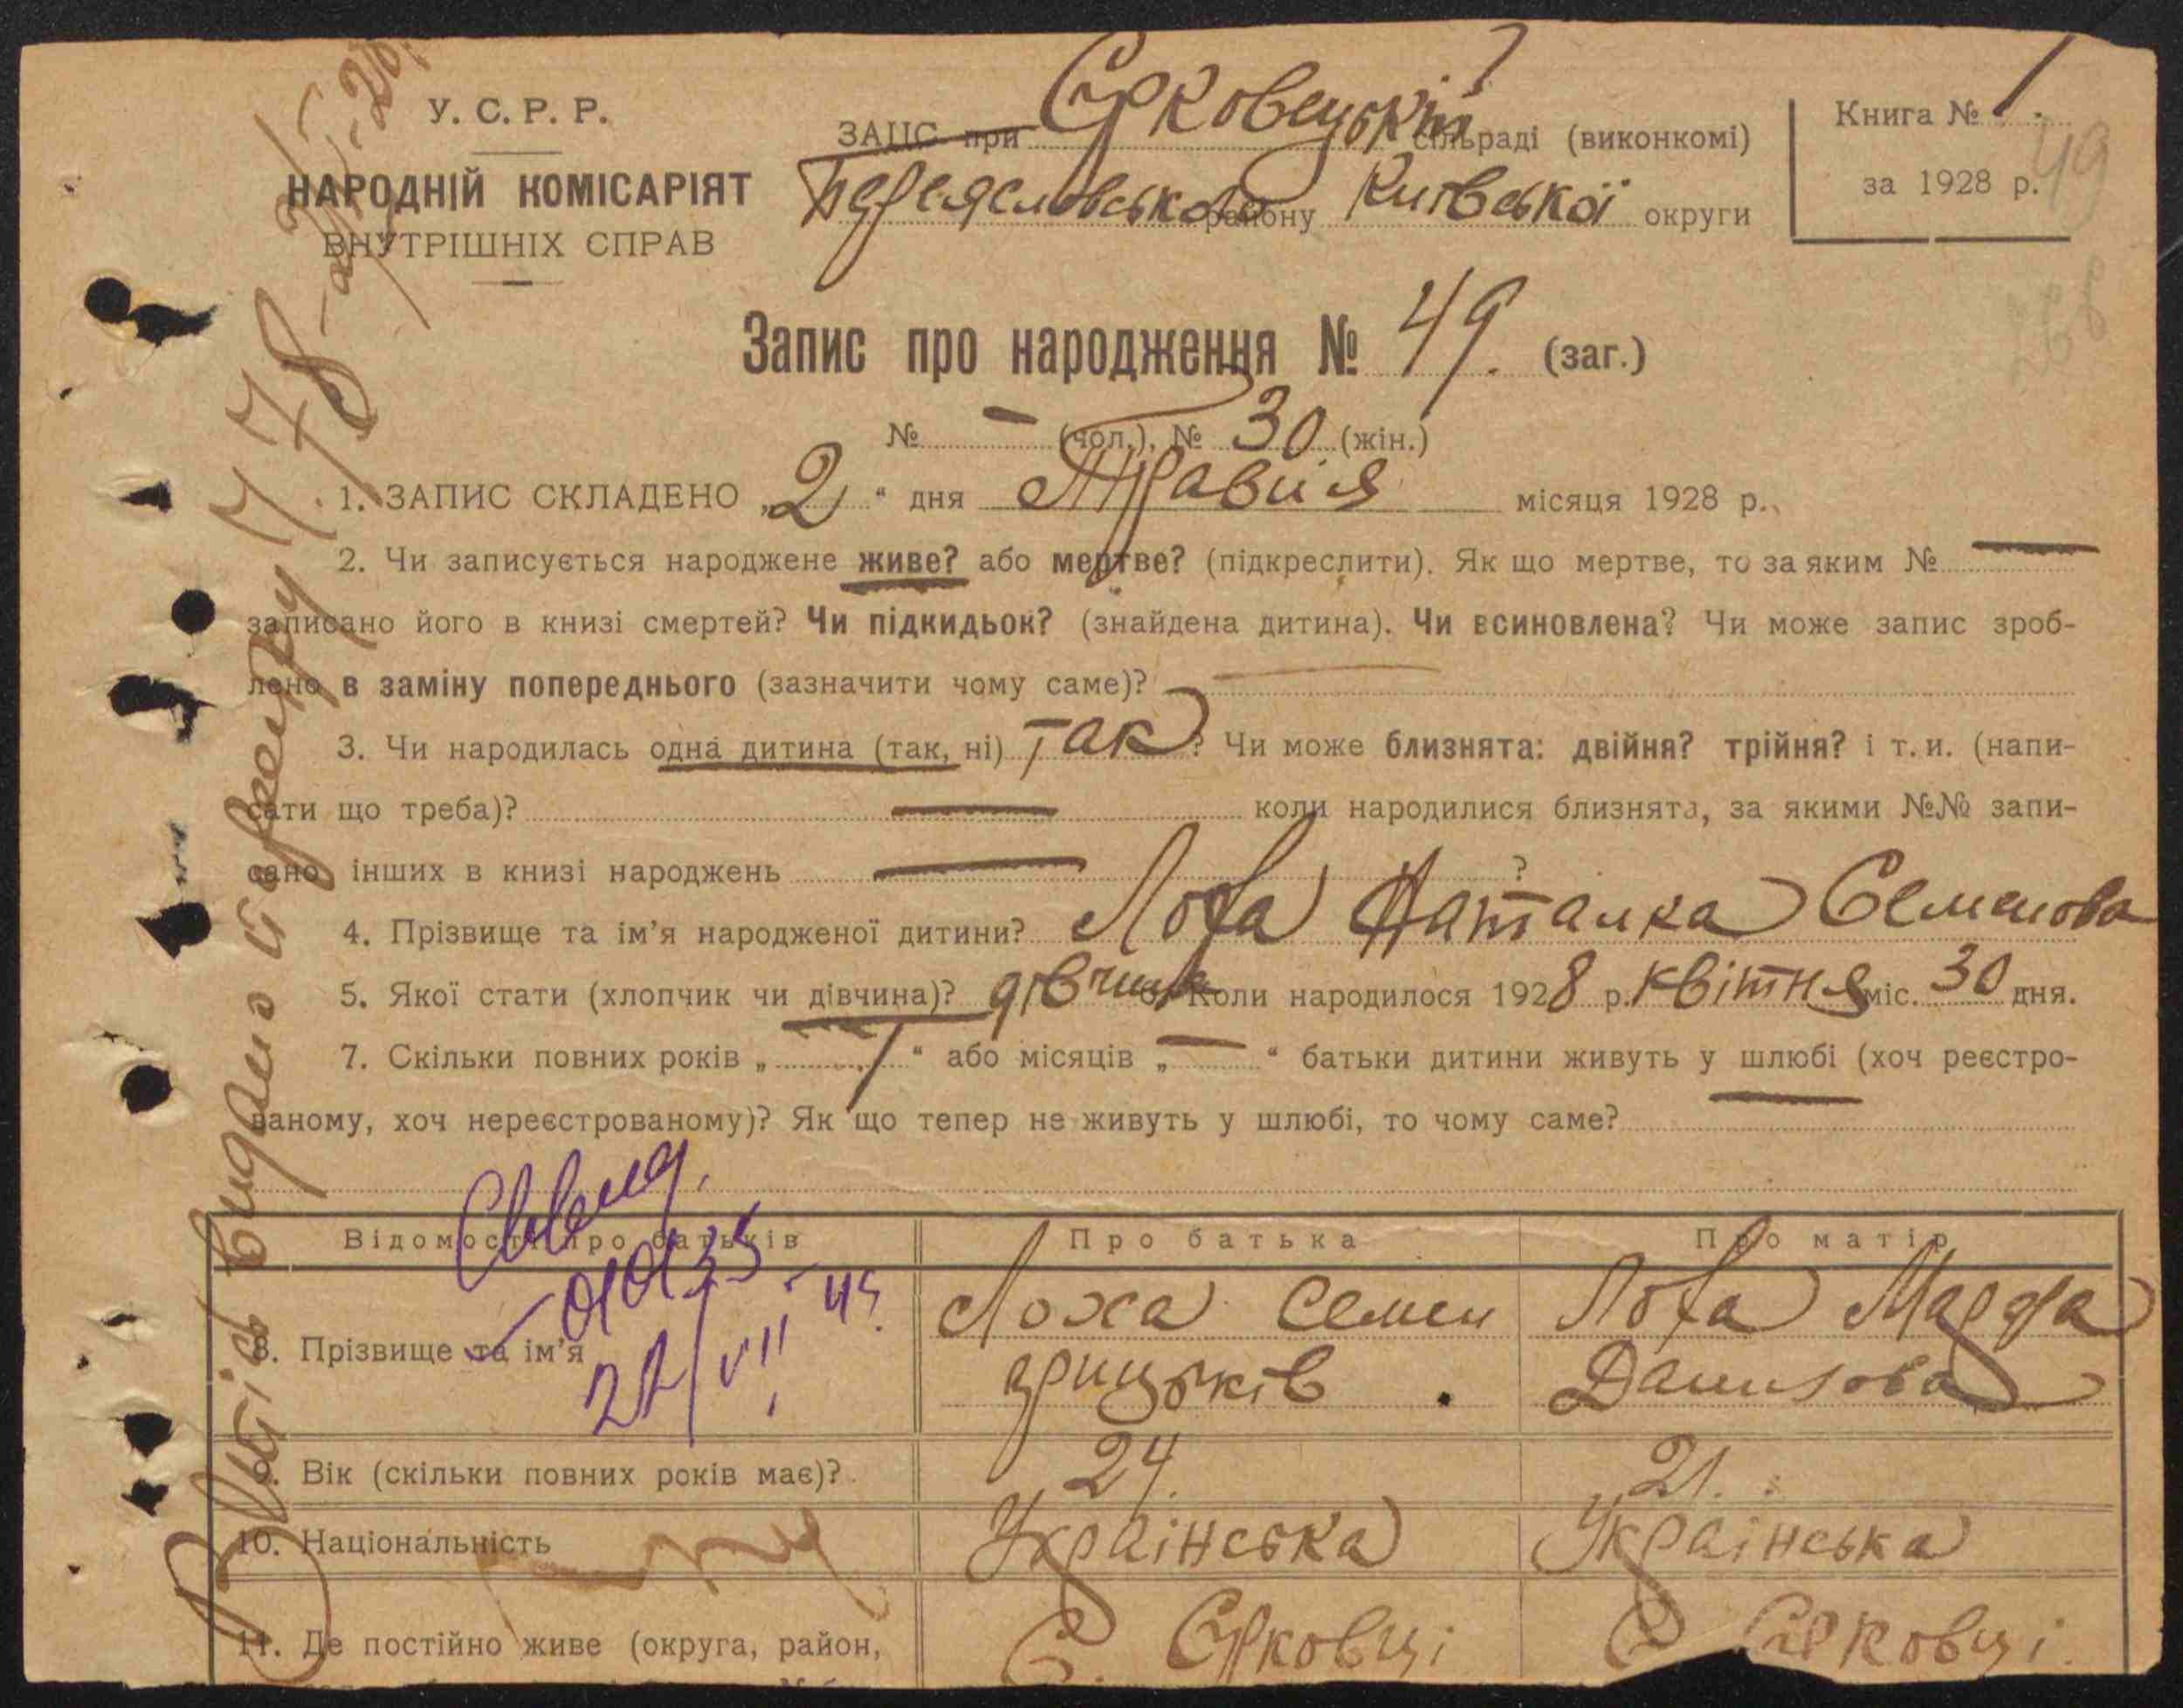 У. С. Р. Р.
НАРОДНІЙ КОМІСАРІЯТ
ВНУТРІШНІХ СПРАВ
ЗАЦС при Єрковецькій сільраді (виконкомі)
Переяславського району Київської округи
Книга № 1.
за 1928 р.
49
Запис про народження № 49. (заг.)
№ — (чол.), № 30 (жін.)
1. ЗАПИС СКЛАДЕНО „2“ дня Травня місяця 1928 р.
2. Чи записується народжене живе? або мертве? (підкреслити). Як що мертве, то за яким № —
записано його в книзі смертей? Чи підкидьок? (знайдена дитина). Чи всиновлена? Чи може запис зроб-
лено в заміну попереднього (зазначити чому саме)? —
3. Чи народилась одна дитина (так, ні) так? Чи може близнята: двійня? трійня? і т. и. (напи-
сати що треба)? — коли народилися близнята, за якими №№ запи-
сано інших в книзі народжень — ?
4. Прізвище та ім'я народженої дитини? Лоха Наталка Семенова
5. Якої стати (хлопчик чи дівчина)? дівчина 6. Коли народилося 1928 р. квітня міс. 30 дня.
7. Скільки повних років „1“ або місяців „—“ батьки дитини живуть у шлюбі (хоч реєстро-
ваному, хоч нереєстрованому)? Як що тепер не живуть у шлюбі, то чому саме?
Відомости про батьків Про батька Про матір
8. Прізвище та ім'я Лоха Семен Лоха Марфа
грицьків Данилова
22/VII 45
9. Вік (скільки повних років має)? 24. 21.
10. Національність Українська Українська
11. Де постійно живе (округа, район, С. Єрковці С. Єрковці